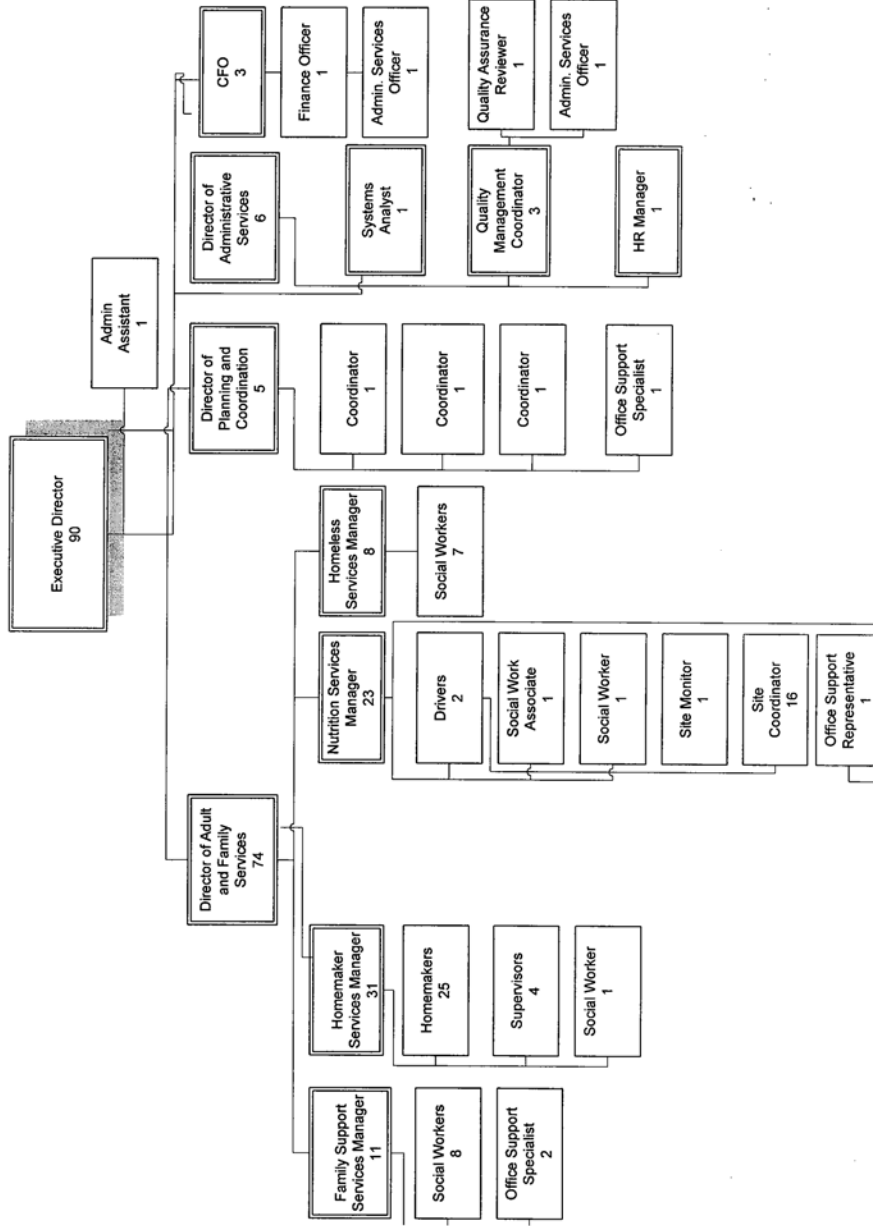 Executive Director
90
Admin
Assistant
1
Director of Adult
and Family
Services
74
Director of
Planning and
Coordination
5
Director of
Administrative
Services
6
CFO
3
Family Support
Services Manager
11
Social Workers
8
Office Support
Specialist
2
Homemaker
Services Manager
31
Homemakers
25
Supervisors
4
Social Worker
1
Nutrition Services
Manager
23
Drivers
2
Social Work
Associate
1
Social Worker
1
Site Monitor
1
Site
Coordinator
16
Office Support
Representative
1
Homeless
Services Manager
8
Social Workers
7
Coordinator
1
Coordinator
1
Coordinator
1
Office Support
Specialist
1
Systems
Analyst
1
Quality
Management
Coordinator
3
HR Manager
1
Finance Officer
1
Admin. Services
Officer
1
Quality Assurance
Reviewer
1
Admin. Services
Officer
1